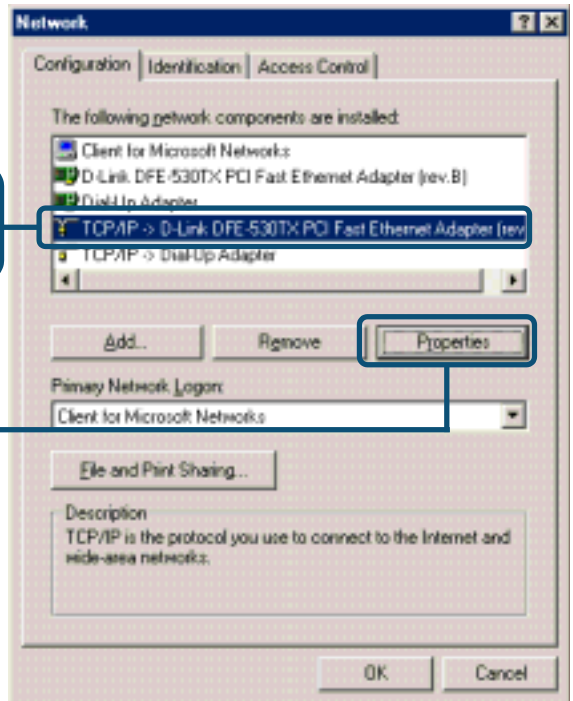 Network
Configuration Identification Access Control
The following network components are installed:
Client for Microsoft Networks
D-Link DFE-530TX PCI Fast Ethernet Adapter (rev.B)
Dial-Up Adapter
TCP/IP -> D-Link DFE-530TX PCI Fast Ethernet Adapter (rev
TCP/IP -> Dial-Up Adapter
Add... Remove Properties
Primary Network Logon:
Client for Microsoft Networks
File and Print Sharing...
Description
TCP/IP is the protocol you use to connect to the Internet and
wide-area networks.
OK Cancel